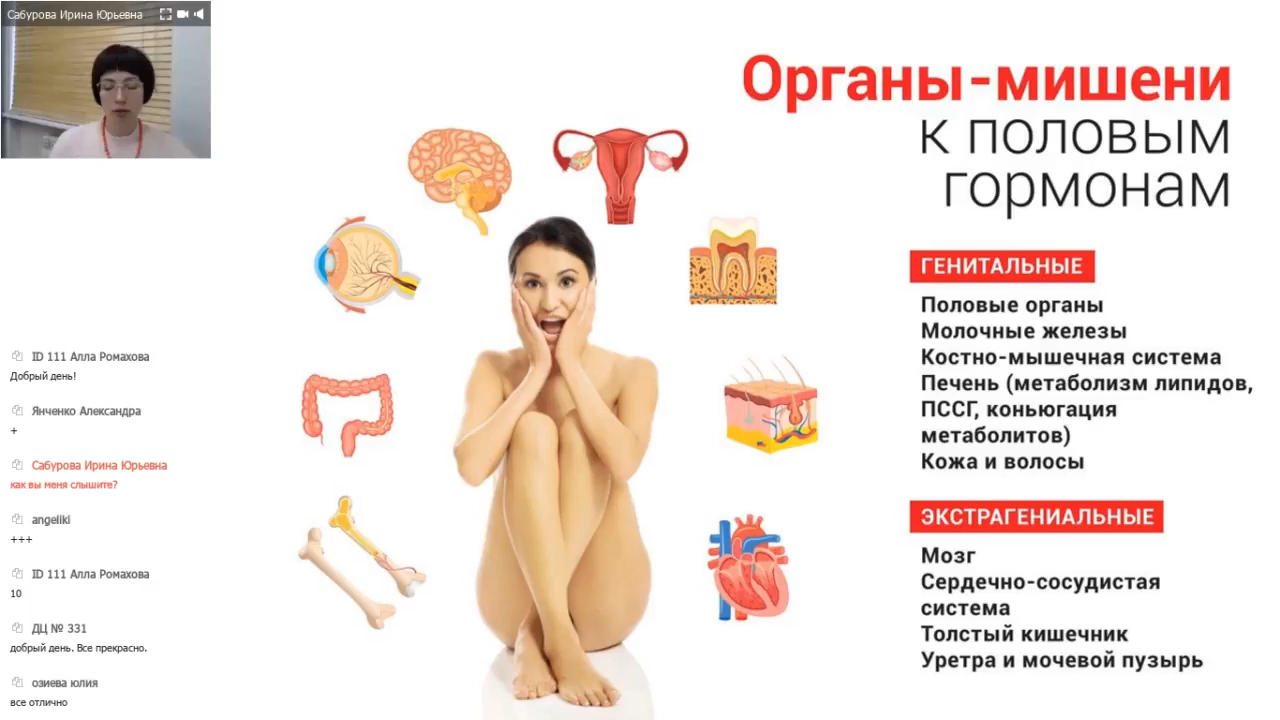 Сабурова Ирина Юрьевна
Органы-мишени
к половым
гормонам
ГЕНИТАЛЬНЫЕ
Половые органы
Молочные железы
Костно-мышечная система
Печень (метаболизм липидов,
ПССГ, коньюгация
метаболитов)
Кожа и волосы
ЭКСТРАГЕНИАЛЬНЫЕ
Мозг
Сердечно-сосудистая
система
Толстый кишечник
Уретра и мочевой пузырь
ID 111 Алла Ромахова
Добрый день!
Янченко Александра
+
Сабурова Ирина Юрьевна
как вы меня слышите?
angeliki
+++
ID 111 Алла Ромахова
10
ДЦ № 331
добрый день. Все прекрасно.
озиева юлия
все отлично